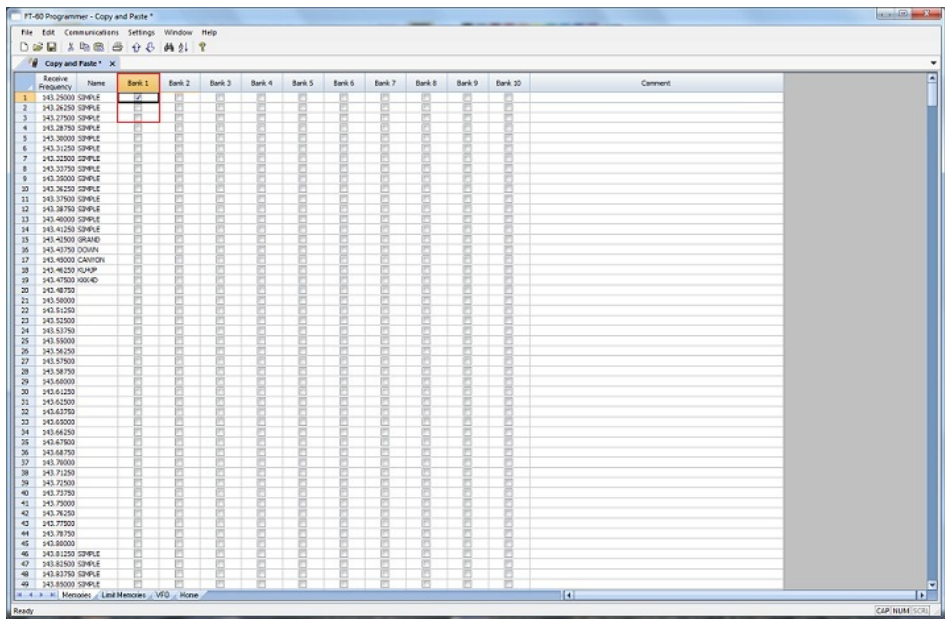 FT-60 Programmer - Copy and Paste *
File Edit Communications Settings Window Help
Copy and Paste * X
Receive Frequency Name Bank 1 Bank 2 Bank 3 Bank 4 Bank 5 Bank 6 Bank 7 Bank 8 Bank 9 Bank 10 Comment
1 143.25000 SIMPLE
2 143.26250 SIMPLE
3 143.27500 SIMPLE
4 143.28750 SIMPLE
5 143.30000 SIMPLE
6 143.31250 SIMPLE
7 143.32500 SIMPLE
8 143.33750 SIMPLE
9 143.35000 SIMPLE
10 143.36250 SIMPLE
11 143.37500 SIMPLE
12 143.38750 SIMPLE
13 143.40000 SIMPLE
14 143.41250 SIMPLE
15 143.42500 GRAND
16 143.43750 DOWN
17 143.45000 CANYON
18 143.46250 KU4JP
19 143.47500
20 143.48750
21 143.50000
22 143.51250
23 143.52500
24 143.53750
25 143.55000
26 143.56250
27 143.57500
28 143.58750
29 143.60000
30 143.61250
31 143.62500
32 143.63750
33 143.65000
34 143.66250
35 143.67500
36 143.68750
37 143.70000
38 143.71250
39 143.72500
40 143.73750
41 143.75000
42 143.76250
43 143.77500
44 143.78750
45 143.80000
46 143.81250 SIMPLE
47 143.82500 SIMPLE
48 143.83750 SIMPLE
49 143.85000 SIMPLE
Memories Limit Memories VFO Home
Ready CAP NUM SCRL